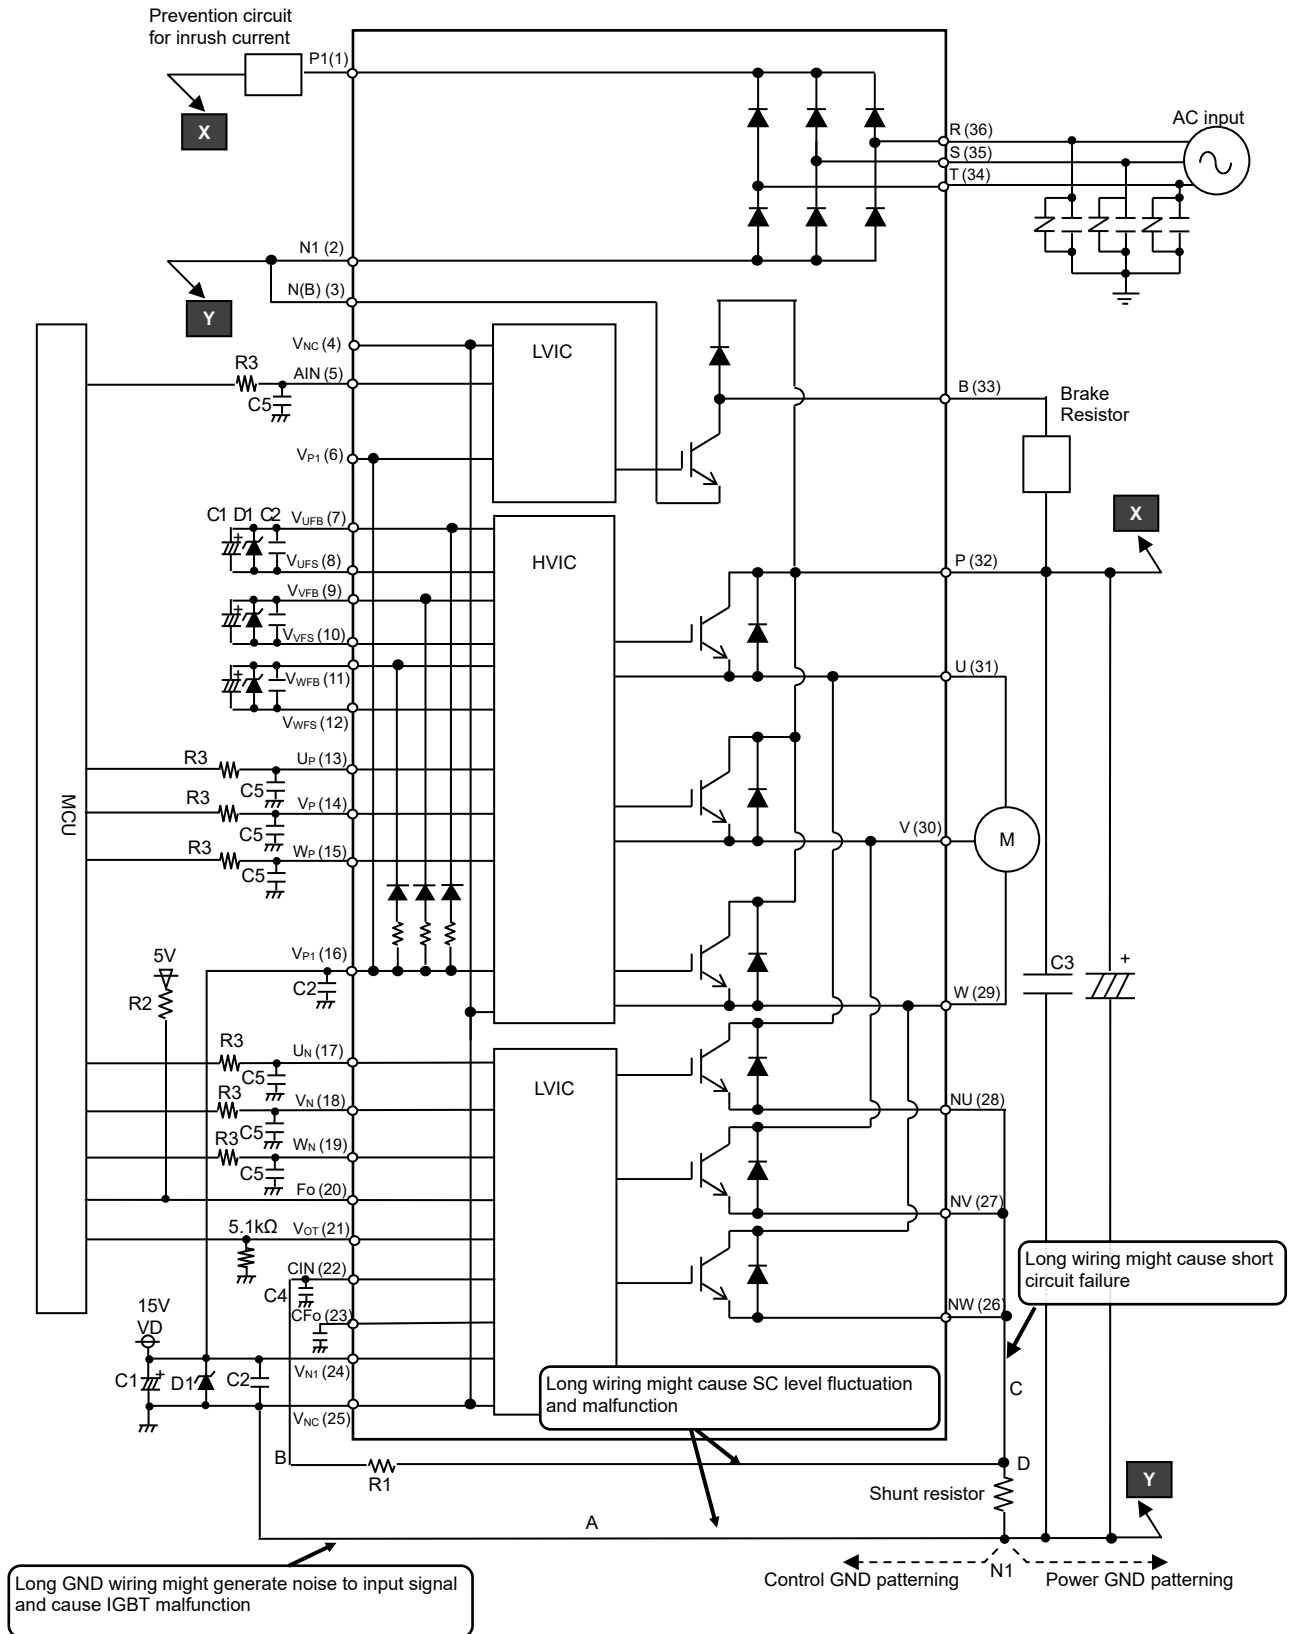 Prevention circuit
for inrush current
P1(1)
X
AC input
R (36)
S (35)
T (34)
N1 (2)
N(B) (3)
Y
VNC (4)
LVIC
R3
AIN (5)
C5
B (33)
Brake
Resistor
VP1 (6)
X
C1 D1 C2
VUFB (7)
VUFS (8)
HVIC
P (32)
VVFB (9)
VVFS (10)
VWFB (11)
VWFS (12)
U (31)
R3
UP (13)
C5
R3
VP (14)
C5
MCU
V (30)
M
R3
WP (15)
C5
5V
VP1 (16)
R2
C2
C3
+
W (29)
R3
UN (17)
C5
LVIC
R3
VN (18)
C5
NU (28)
R3
WN (19)
C5
Fo (20)
NV (27)
5.1kΩ
VOT (21)
Long wiring might cause short
circuit failure
CIN (22)
C4
CFo (23)
NW (26)
15V
VD
VN1 (24)
C1
+
D1
C2
Long wiring might cause SC level fluctuation
and malfunction
C
VNC (25)
B
R1
D
Shunt resistor
Y
A
N1
Control GND patterning
Power GND patterning
Long GND wiring might generate noise to input signal
and cause IGBT malfunction